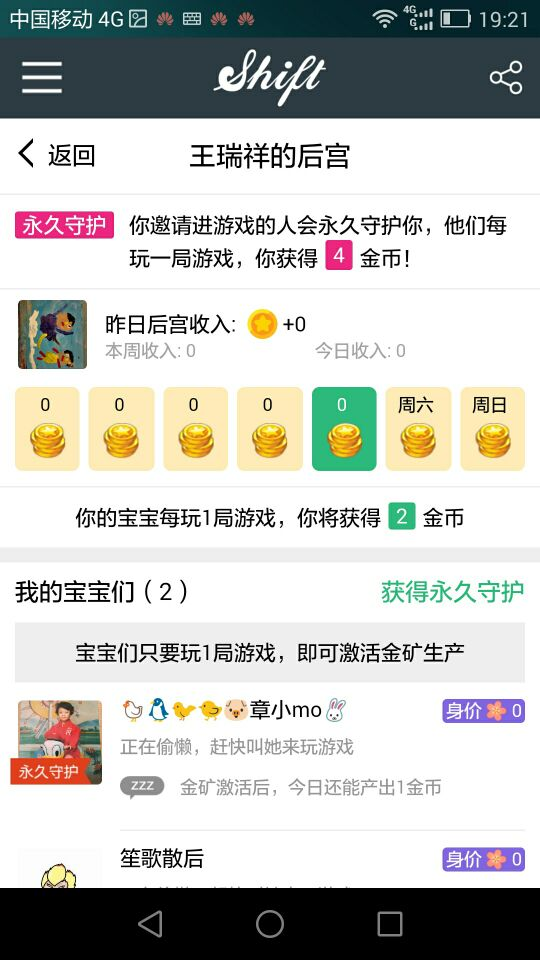 中国移动 4G 4G G 19:21
Shift
返回 王瑞祥的后宫
永久守护 你邀请进游戏的人会永久守护你，他们每
玩一局游戏，你获得 4 金币！
昨日后宫收入: +0
本周收入: 0 今日收入: 0
0 0 0 0 0 周六 周日
你的宝宝每玩1局游戏，你将获得 2 金币
我的宝宝们（2） 获得永久守护
宝宝们只要玩1局游戏，即可激活金矿生产
🐔🐧🐤🐥🐶章小mo🐰 身价 0
正在偷懒，赶快叫她来玩游戏
永久守护
zzz 金矿激活后，今日还能产出1金币
笙歌散后 身价 0